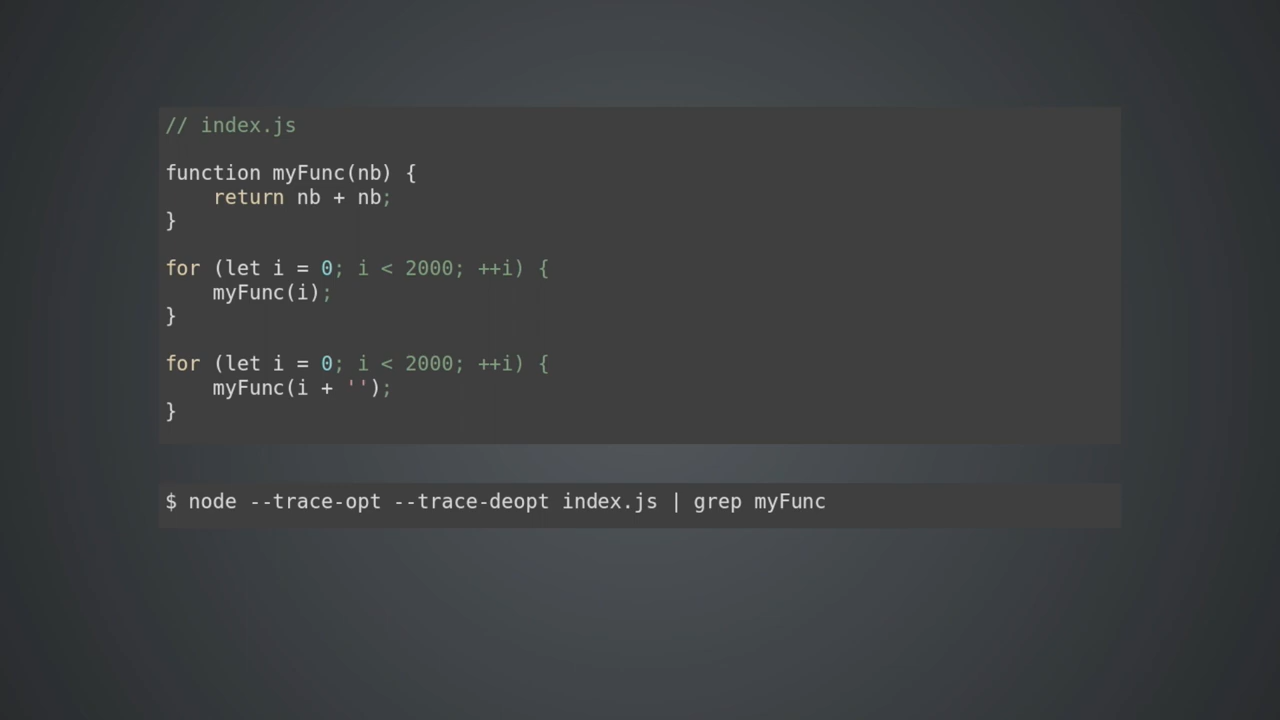 // index.js
function myFunc(nb) {
    return nb + nb;
}
for (let i = 0; i < 2000; ++i) {
    myFunc(i);
}
for (let i = 0; i < 2000; ++i) {
    myFunc(i + '');
}
$ node --trace-opt --trace-deopt index.js | grep myFunc